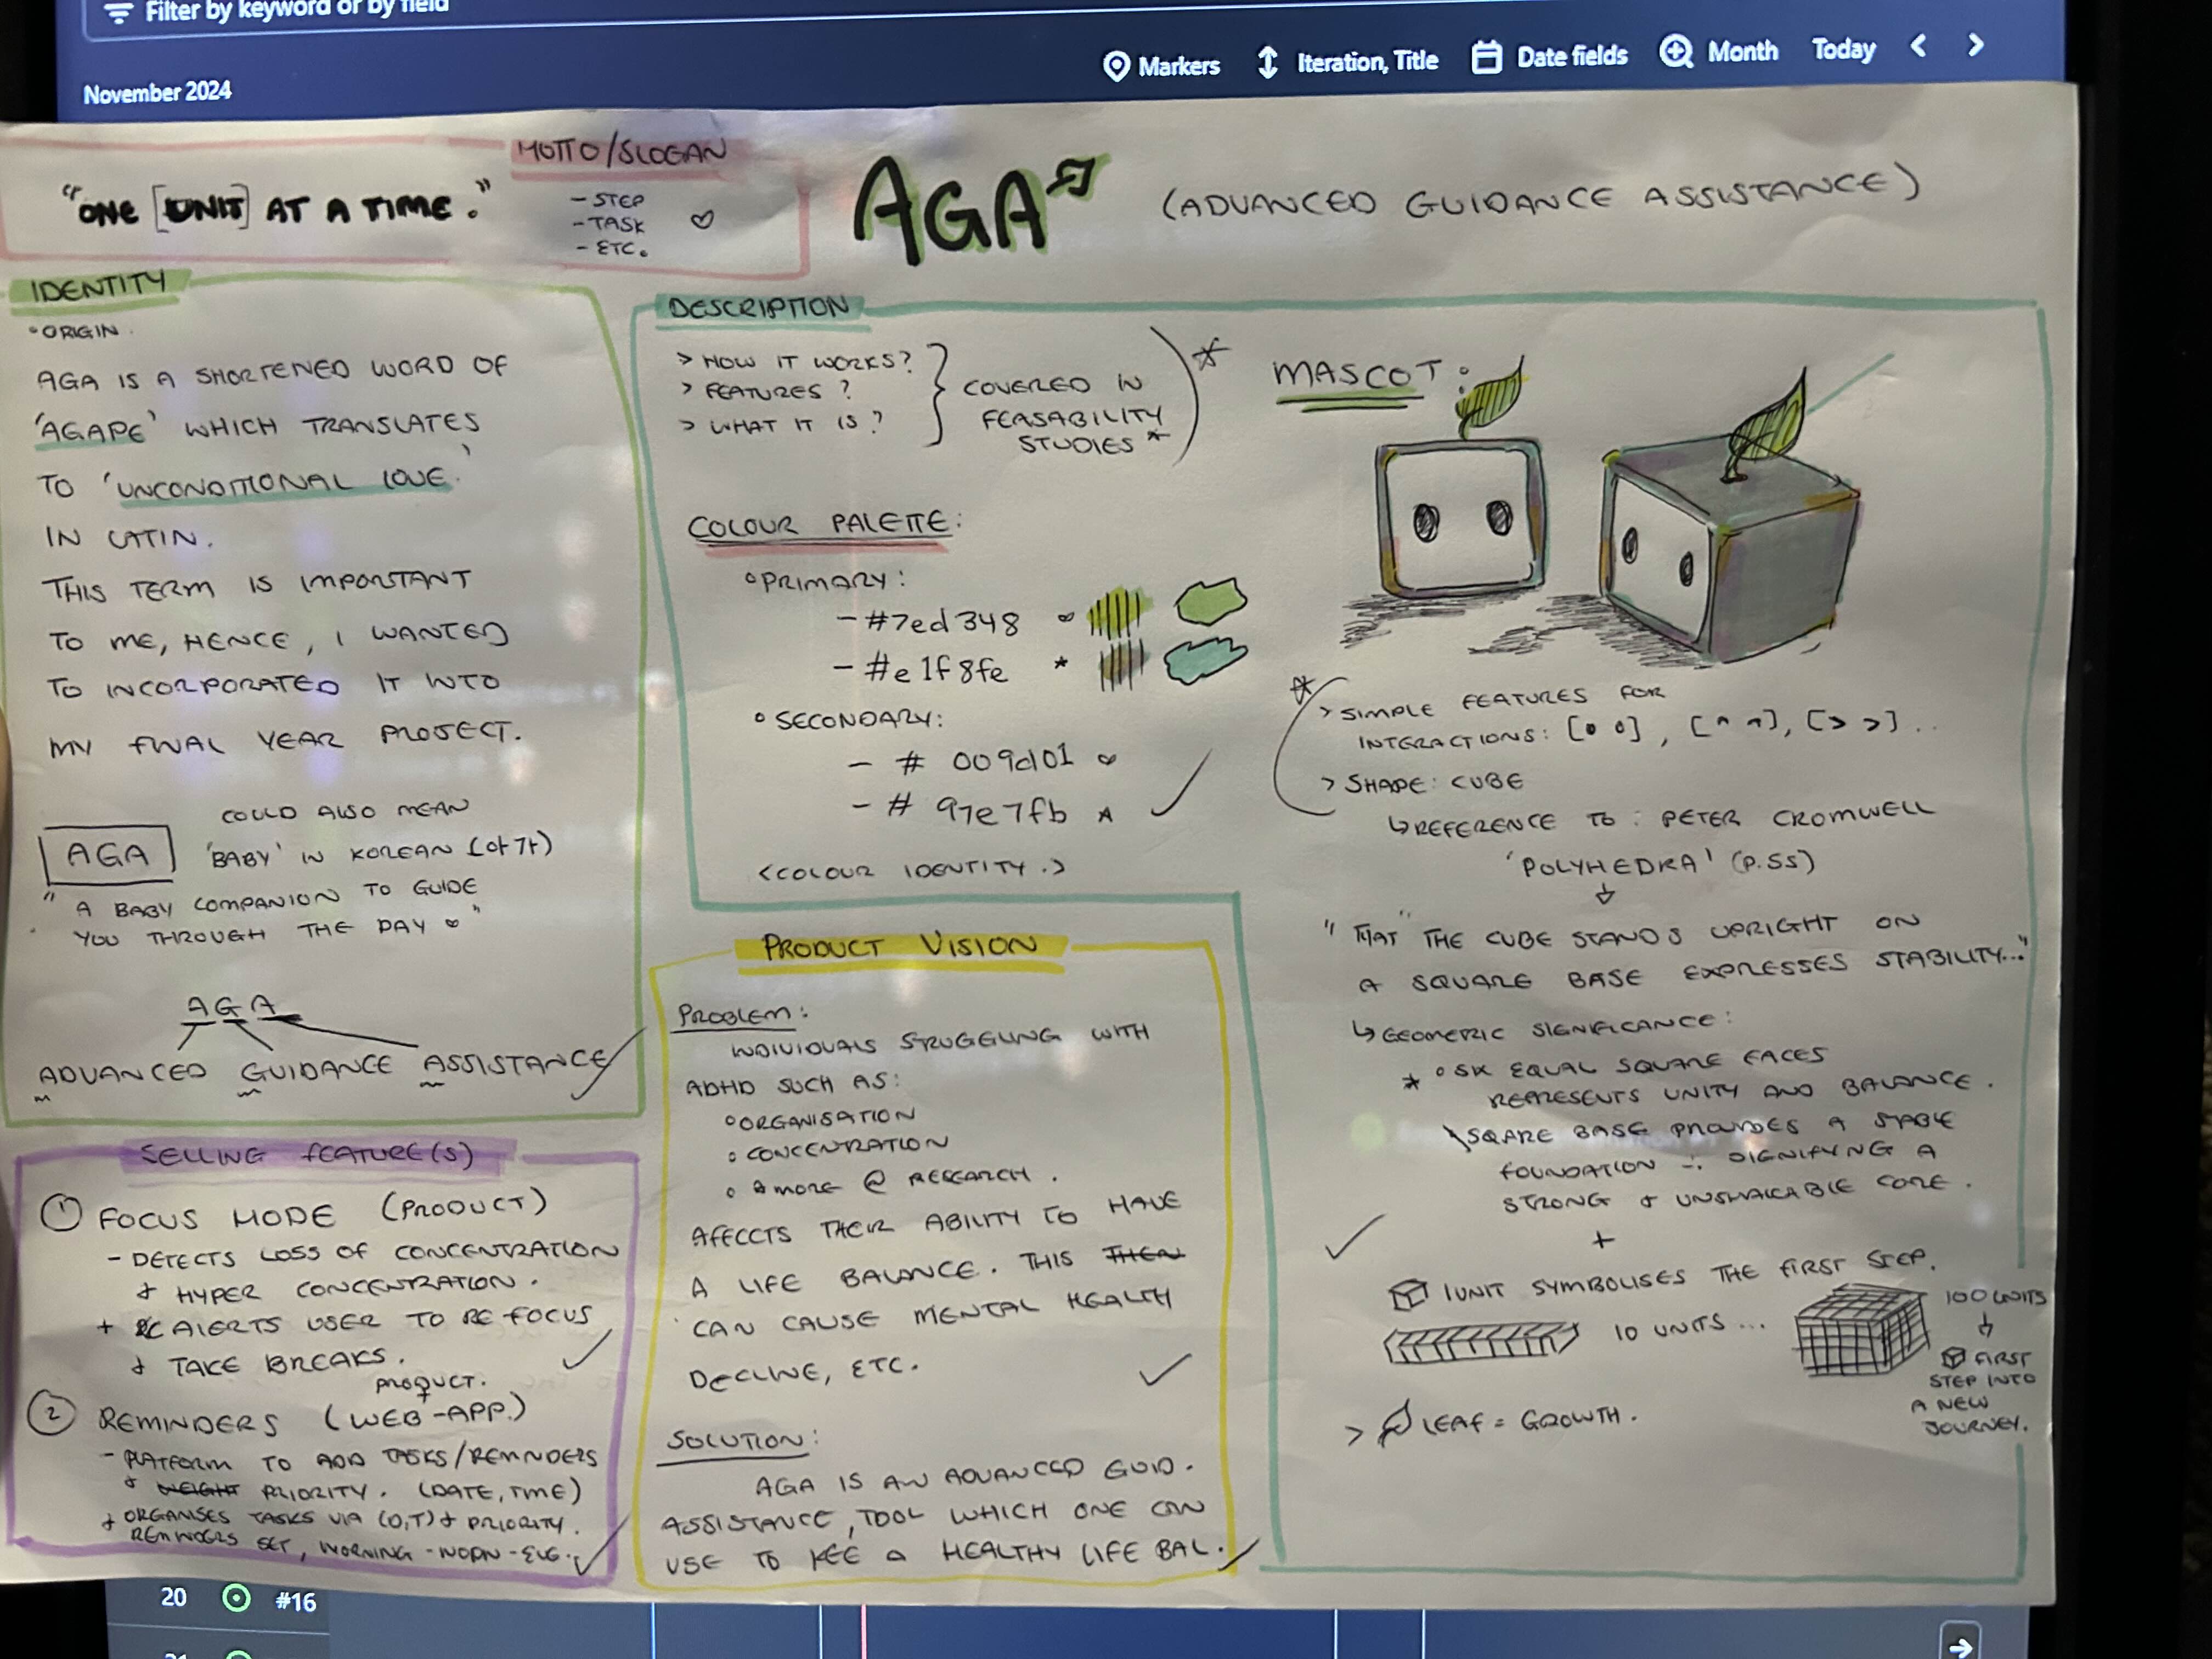 Filter by keyword or by field
Markers
Iteration, Title
Date fields
Month
Today
November 2024
MOTTO/SLOGAN
"ONE [UNIT] AT A TIME."
- STEP
- TASK
- ETC.
AGA
(ADVANCED GUIDANCE ASSISTANCE)
IDENTITY
°ORIGIN
AGA IS A SHORTENED WORD OF
'AGAPE' WHICH TRANSLATES
TO 'UNCONDITIONAL LOVE.'
IN LATIN.
THIS TERM IS IMPORTANT
TO ME, HENCE, I WANTED
TO INCORPORATED IT INTO
MY FINAL YEAR PROJECT.
COULD ALSO MEAN
AGA 'BABY' IN KOREAN (아가)
"A BABY COMPANION TO GUIDE
YOU THROUGH THE DAY ♡"
AGA
ADVANCED GUIDANCE ASSISTANCE
SELLING FEATURE(S)
① FOCUS MODE (PRODUCT)
- DETECTS LOSS OF CONCENTRATION
& HYPER CONCENTRATION.
+ ALERTS USER TO RE FOCUS
& TAKE BREAKS.
PRODUCT.
② REMINDERS (WEB-APP.)
- PLATFORM TO ADD TASKS/REMINDERS
& WEIGHT PRIORITY. (DATE, TIME)
+ ORGANISES TASKS VIA (D,T) & PRIORITY.
REMINDERS SET, MORNING - NOON - EVE.
DESCRIPTION
> HOW IT WORKS?
> FEATURES?
> WHAT IT IS?
COVERED IN
FEASABILITY
STUDIES *
COLOUR PALETTE:
°PRIMARY:
- #7ed348 ♡
- #e1f8fe *
°SECONDARY:
- # 009d01 ♡
- # 97e7fb *
<COLOUR IDENTITY.>
PRODUCT VISION
PROBLEM:
INDIVIDUALS STRUGGLING WITH
ADHD SUCH AS:
°ORGANISATION
°CONCENTRATION
° & MORE @ RESEARCH.
AFFECTS THEIR ABILITY TO HAVE
A LIFE BALANCE. THIS THEN
CAN CAUSE MENTAL HEALTH
DECLINE, ETC.
SOLUTION:
AGA IS AN ADVANCED GUID.
ASSISTANCE, TOOL WHICH ONE CAN
USE TO KEE A HEALTHY LIFE BAL.
MASCOT:
> SIMPLE FEATURES FOR
INTERACTIONS: [• •], [^ ^], [> >]..
> SHAPE: CUBE
↳ REFERENCE TO: PETER CROMWELL
'POLYHEDRA' (P.55)
"THAT" THE CUBE STANDS UPRIGHT ON
A SQUARE BASE EXPRESSES STABILITY..."
↳ GEOMETRIC SIGNIFICANCE:
* °SIX EQUAL SQUARE FACES
REPRESENTS UNITY AND BALANCE.
SQARE BASE PROVIDES A STABLE
FOUNDATION ∴ DIGNIFYNG A
STRONG & UNSHAKABLE CORE.
+
1UNIT SYMBOLISES THE FIRST STEP.
10 UNITS...
100 UNITS
↓
FIRST
STEP INTO
A NEW
JOURNEY.
> LEAF = GROWTH.
20
#16